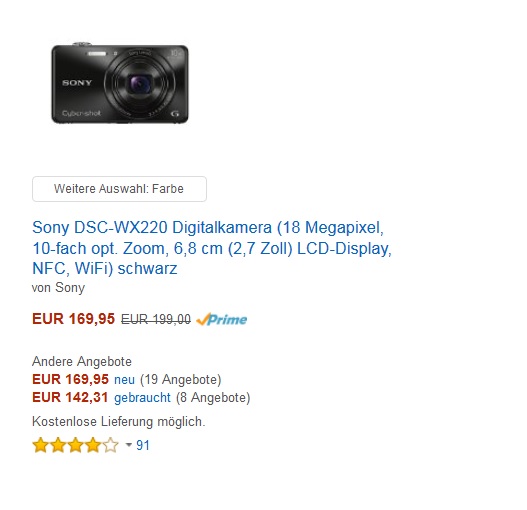 SONY
Cyber-shot
G
Weitere Auswahl: Farbe
Sony DSC-WX220 Digitalkamera (18 Megapixel,
10-fach opt. Zoom, 6,8 cm (2,7 Zoll) LCD-Display,
NFC, WiFi) schwarz
von Sony
EUR 169,95 EUR 199,00 Prime
Andere Angebote
EUR 169,95 neu (19 Angebote)
EUR 142,31 gebraucht (8 Angebote)
Kostenlose Lieferung möglich.
91